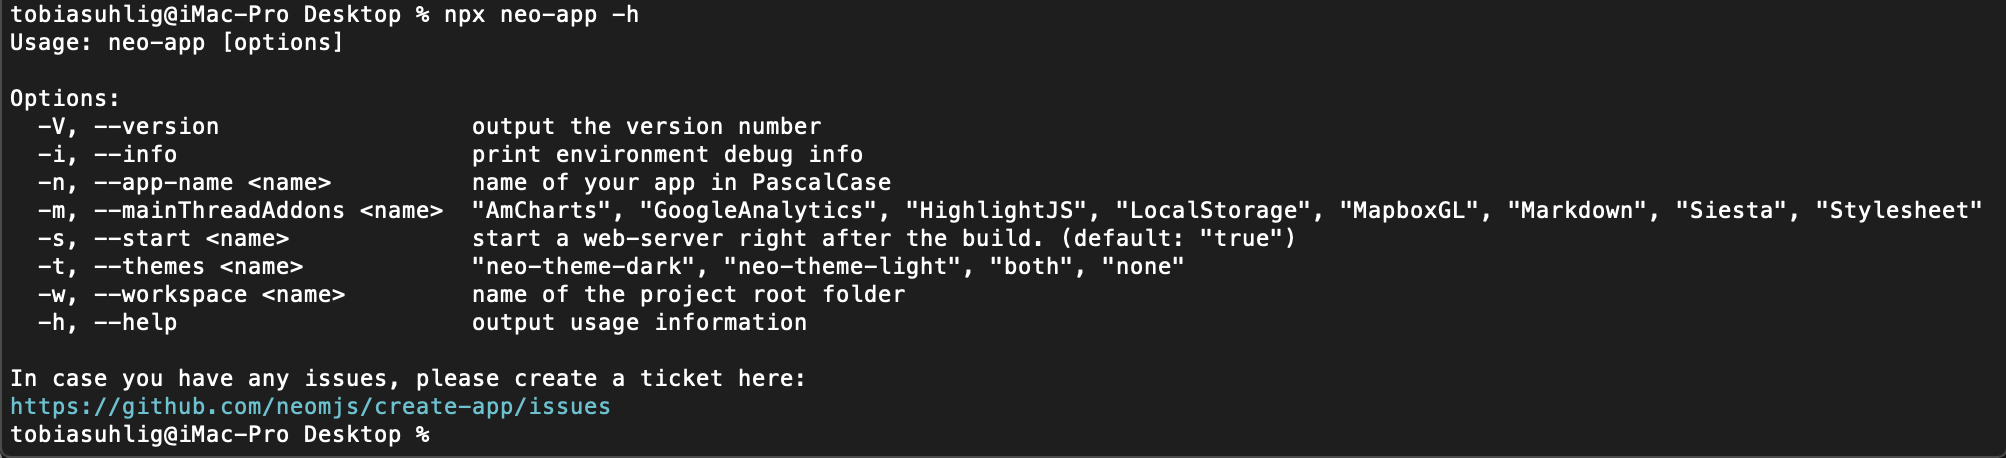 tobiasuhlig@iMac-Pro Desktop % npx neo-app -h
Usage: neo-app [options]
Options:
-V, --version output the version number
-i, --info print environment debug info
-n, --app-name <name> name of your app in PascalCase
-m, --mainThreadAddons <name> "AmCharts", "GoogleAnalytics", "HighlightJS", "LocalStorage", "MapboxGL", "Markdown", "Siesta", "Stylesheet"
-s, --start <name> start a web-server right after the build. (default: "true")
-t, --themes <name> "neo-theme-dark", "neo-theme-light", "both", "none"
-w, --workspace <name> name of the project root folder
-h, --help output usage information
In case you have any issues, please create a ticket here:
https://github.com/neomjs/create-app/issues
tobiasuhlig@iMac-Pro Desktop %